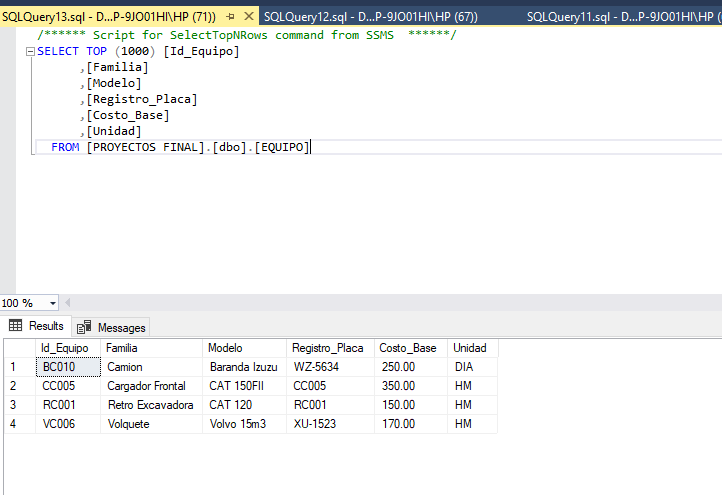 SQLQuery13.sql - D...P-9JO01HI\HP (71)) SQLQuery12.sql - D...P-9JO01HI\HP (67)) SQLQuery11.sql - D...P-9JO01HI\HP (6
/****** Script for SelectTopNRows command from SSMS ******/
SELECT TOP (1000) [Id_Equipo]
,[Familia]
,[Modelo]
,[Registro_Placa]
,[Costo_Base]
,[Unidad]
FROM [PROYECTOS FINAL].[dbo].[EQUIPO]
100 %
Results Messages
Id_Equipo Familia Modelo Registro_Placa Costo_Base Unidad
1 BC010 Camion Baranda Izuzu WZ-5634 250.00 DIA
2 CC005 Cargador Frontal CAT 150FII CC005 350.00 HM
3 RC001 Retro Excavadora CAT 120 RC001 150.00 HM
4 VC006 Volquete Volvo 15m3 XU-1523 170.00 HM